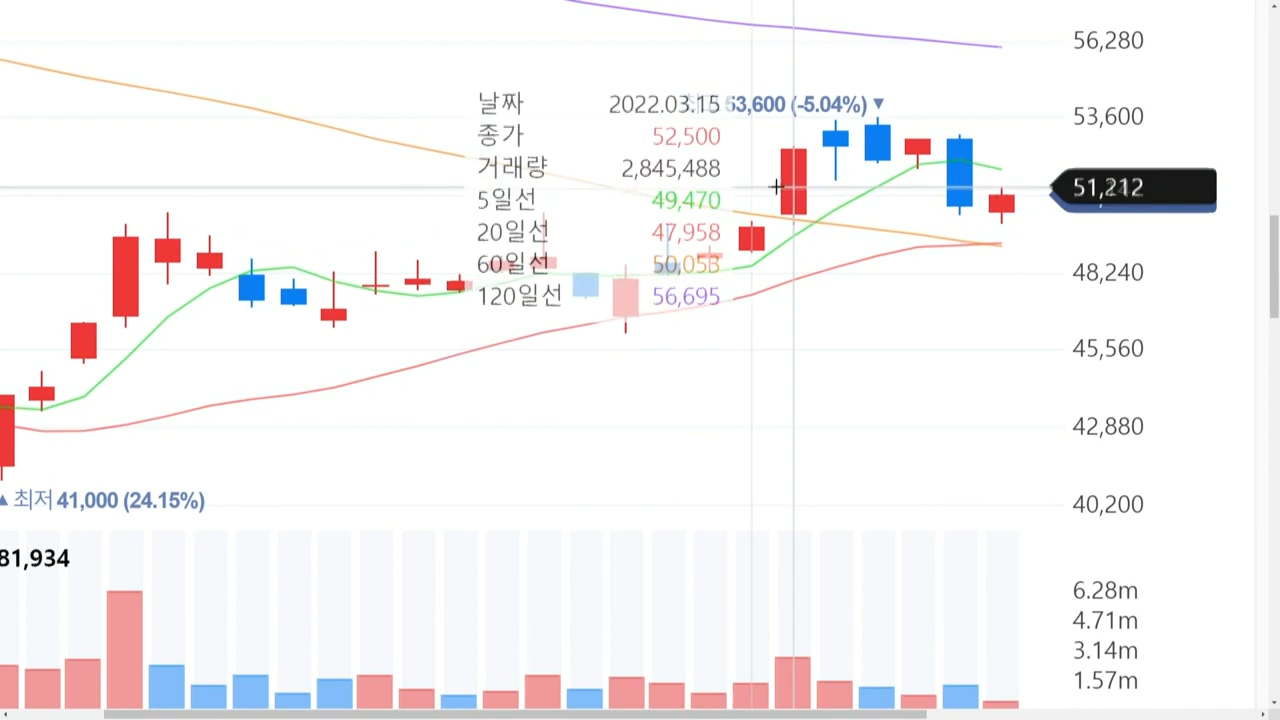 56,280
날짜 2022.03.15 53,600 (-5.04%) ▼
53,600
종가 52,500
거래량 2,845,488
51,212
5일선 49,470
20일선 47,958
60일선 50,053
48,240
120일선 56,695
45,560
42,880
▲ 최저 41,000 (24.15%)
40,200
81,934
6.28m
4.71m
3.14m
1.57m